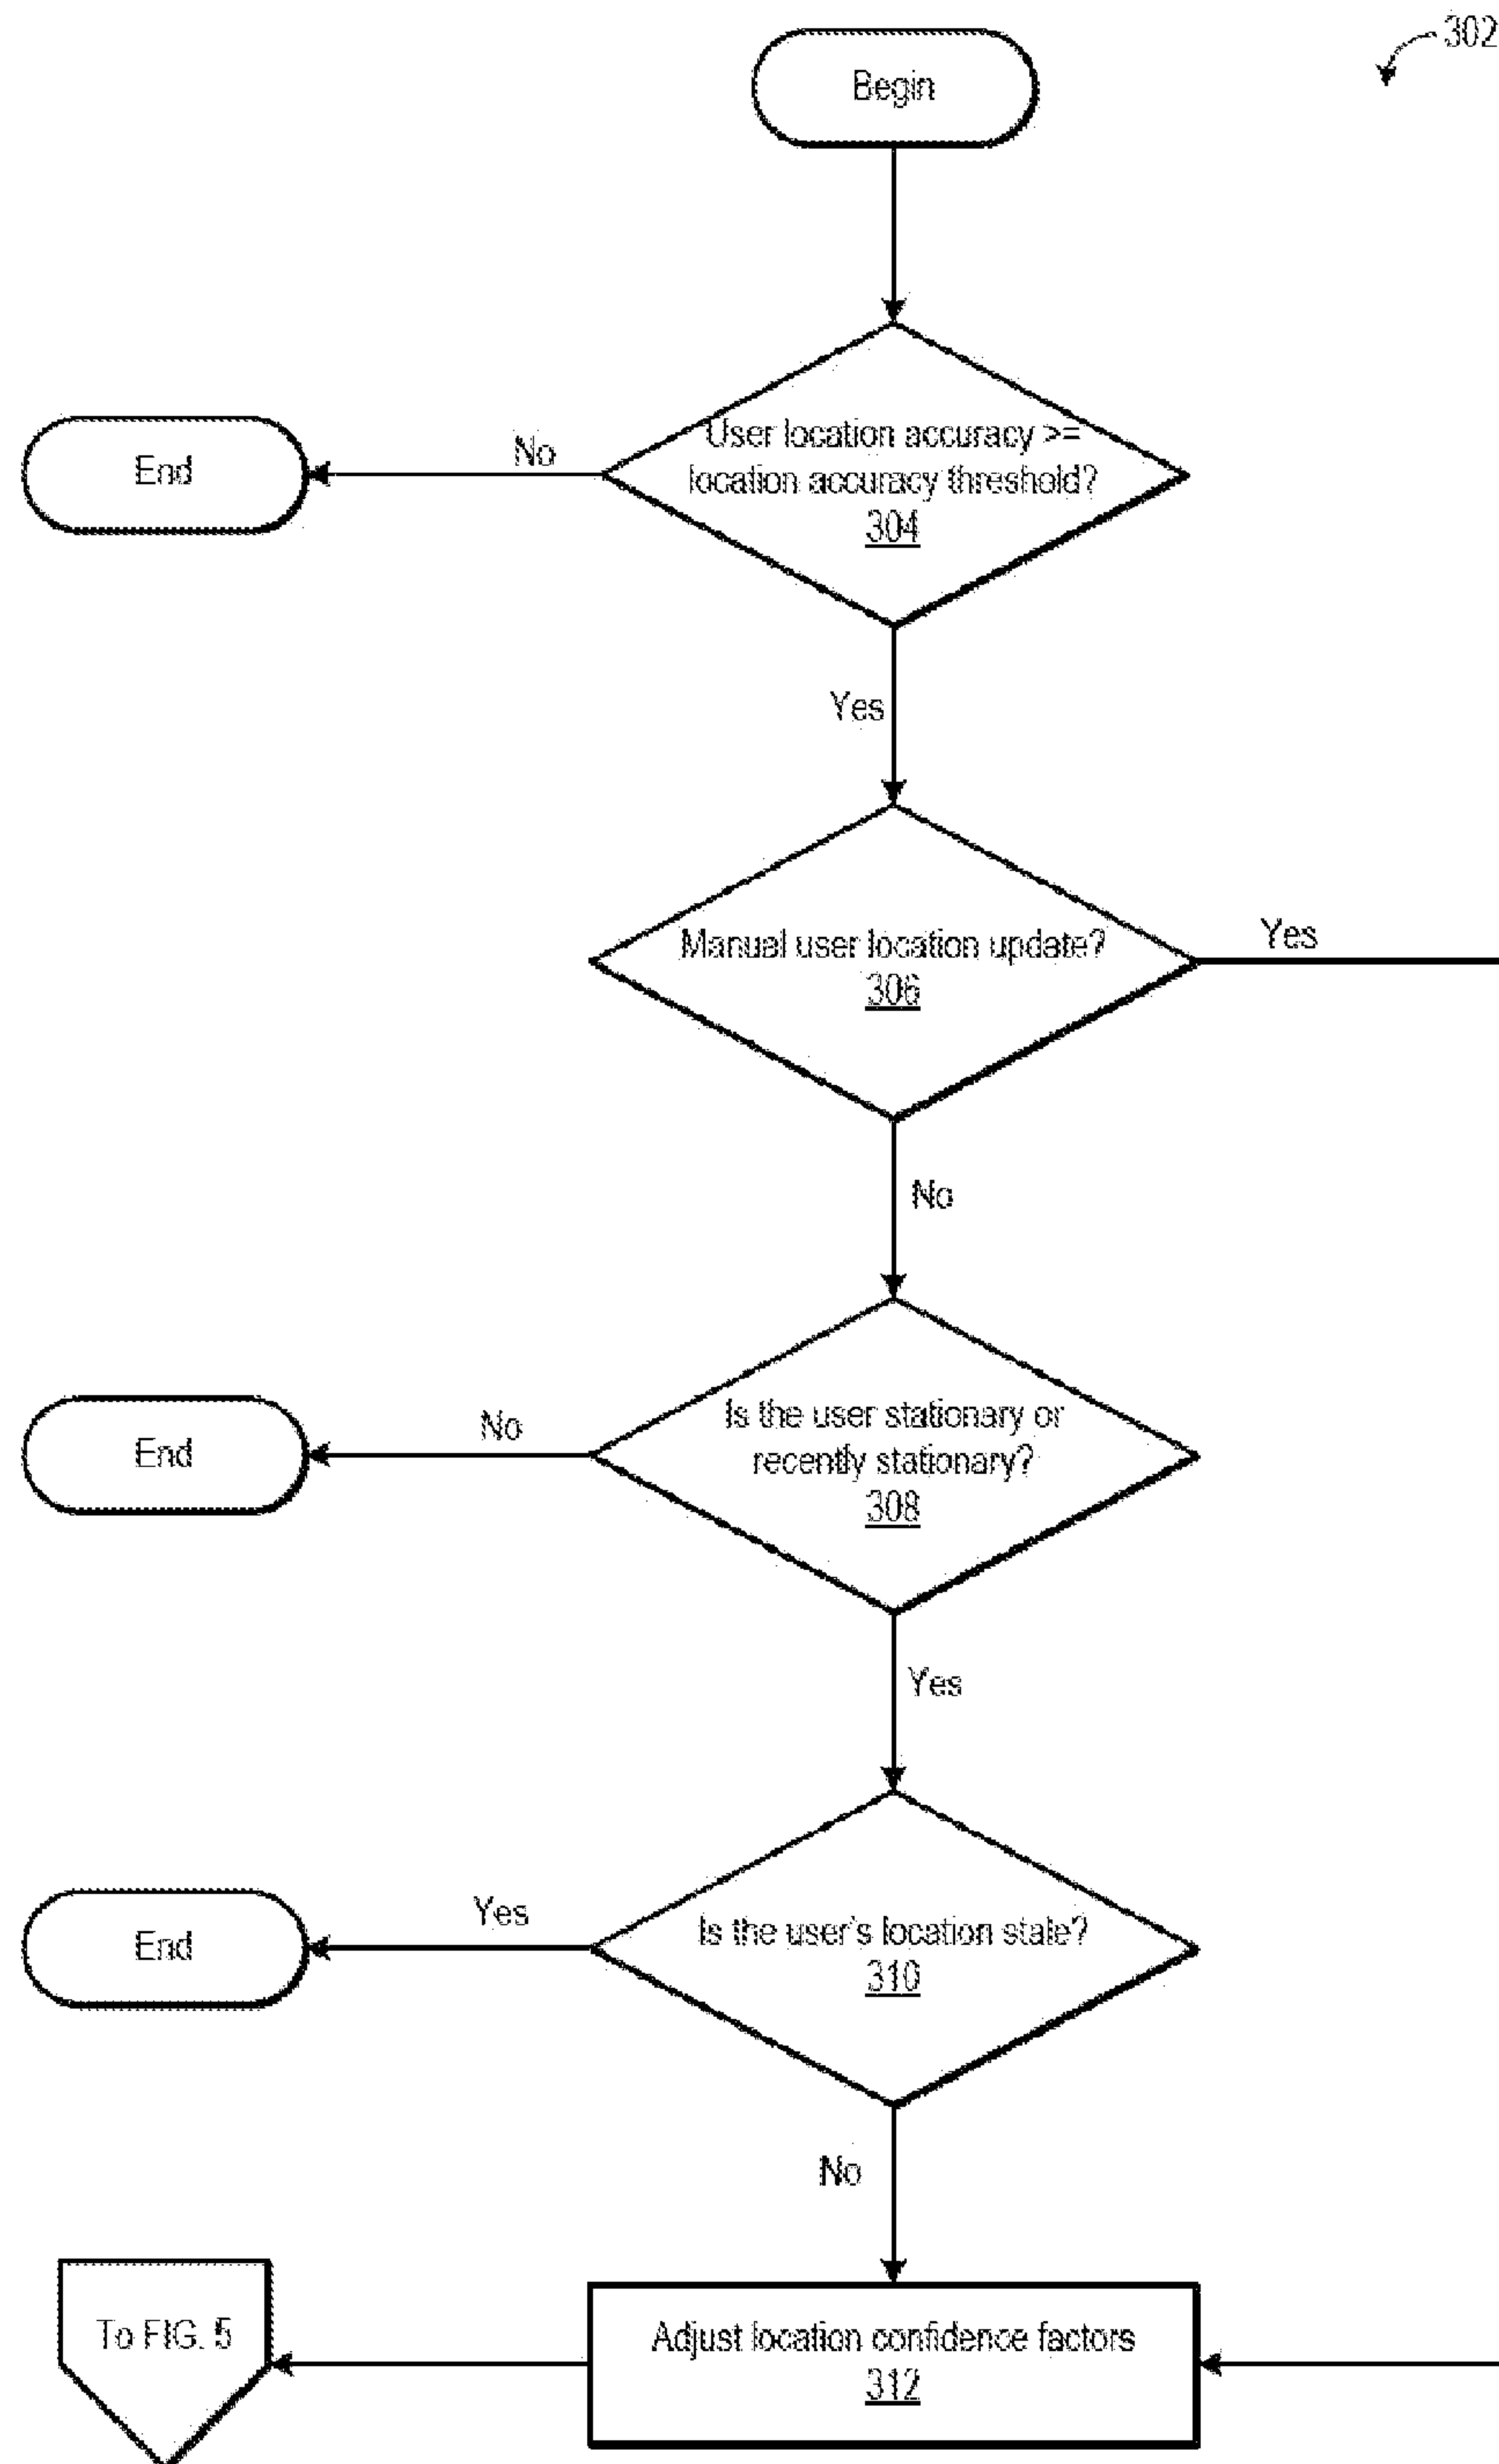 302
Begin
User location accuracy >=
location accuracy threshold?
304
No
End
Yes
Manual user location update?
306
Yes
No
Is the user stationary or
recently stationary?
308
No
End
Yes
Is the user's location stale?
310
Yes
End
No
Adjust location confidence factors
312
To FIG. 5